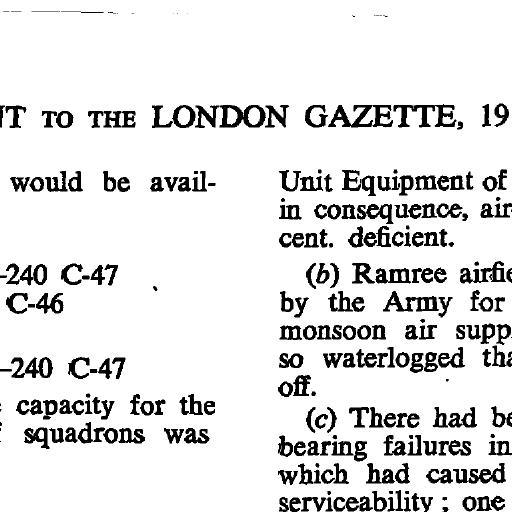 TO THE LONDON GAZETTE, 19
would be avail-
-240 C-47
C-46
-240 C-47
capacity for the
squadrons was
Unit Equipment of
in consequence, air
cent. deficient.
(b) Ramree airfie
by the Army for
monsoon air supp
so waterlogged tha
off.
(c) There had be
bearing failures in
which had caused
serviceability ; one